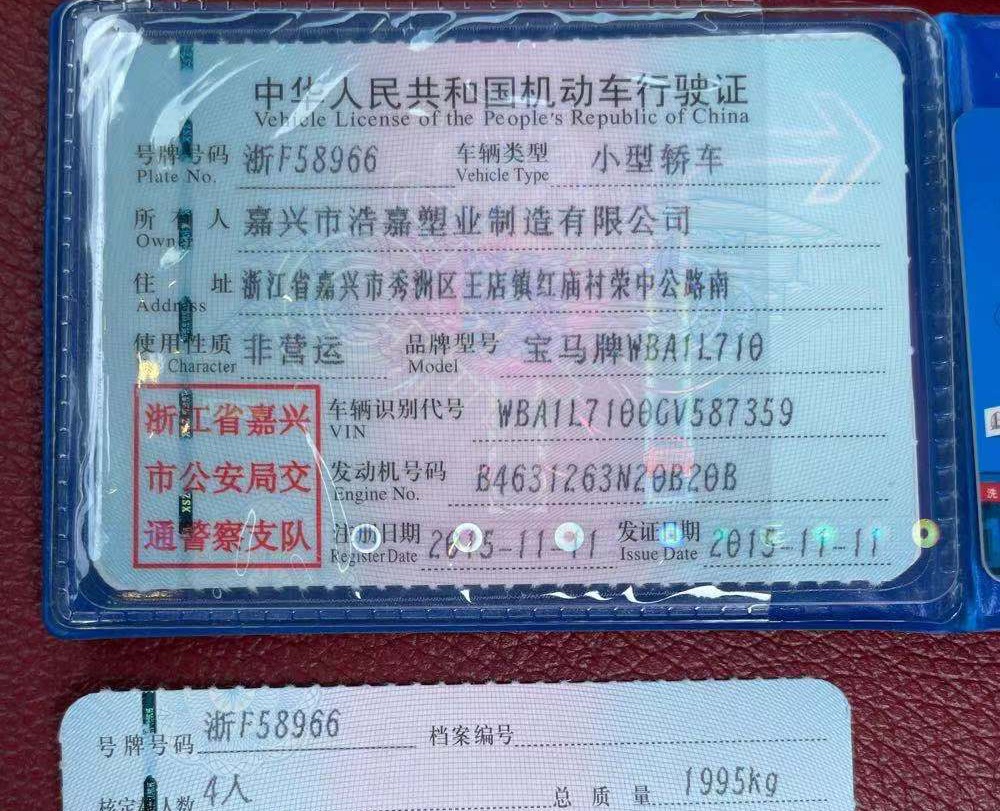 中华人民共和国机动车行驶证
Vehicle License of the People's Republic of China
号牌号码 浙F58966 车辆类型 小型轿车
Plate No. Vehicle Type
所有人 嘉兴市浩嘉塑业制造有限公司
Owner
住址 浙江省嘉兴市秀洲区王店镇红庙村荣中公路南
Address
使用性质 非营运 品牌型号 宝马牌WBA1L710
Character Model
浙江省嘉兴
市公安局交
通警察支队
车辆识别代号 WBA1L7100GV587359
VIN
发动机号码 B4631263N20B20B
Engine No.
注册日期 2015-11-11 发证日期 2015-11-11
Register Date Issue Date
号牌号码 浙F58966 档案编号
核定载人数 4人 总质量 1995kg